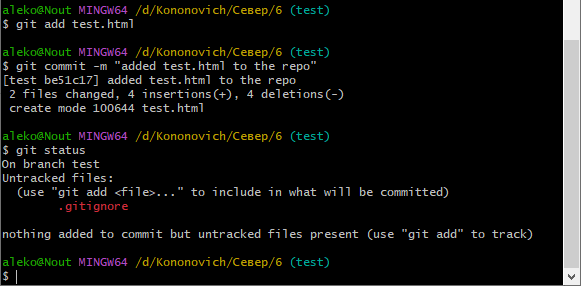 aleko@Nout MINGW64 /d/Kononovich/Север/6 (test)
$ git add test.html
aleko@Nout MINGW64 /d/Kononovich/Север/6 (test)
$ git commit -m "added test.html to the repo"
[test be51c17] added test.html to the repo
 2 files changed, 4 insertions(+), 4 deletions(-)
 create mode 100644 test.html
aleko@Nout MINGW64 /d/Kononovich/Север/6 (test)
$ git status
On branch test
Untracked files:
  (use "git add <file>..." to include in what will be committed)
        .gitignore
nothing added to commit but untracked files present (use "git add" to track)
aleko@Nout MINGW64 /d/Kononovich/Север/6 (test)
$